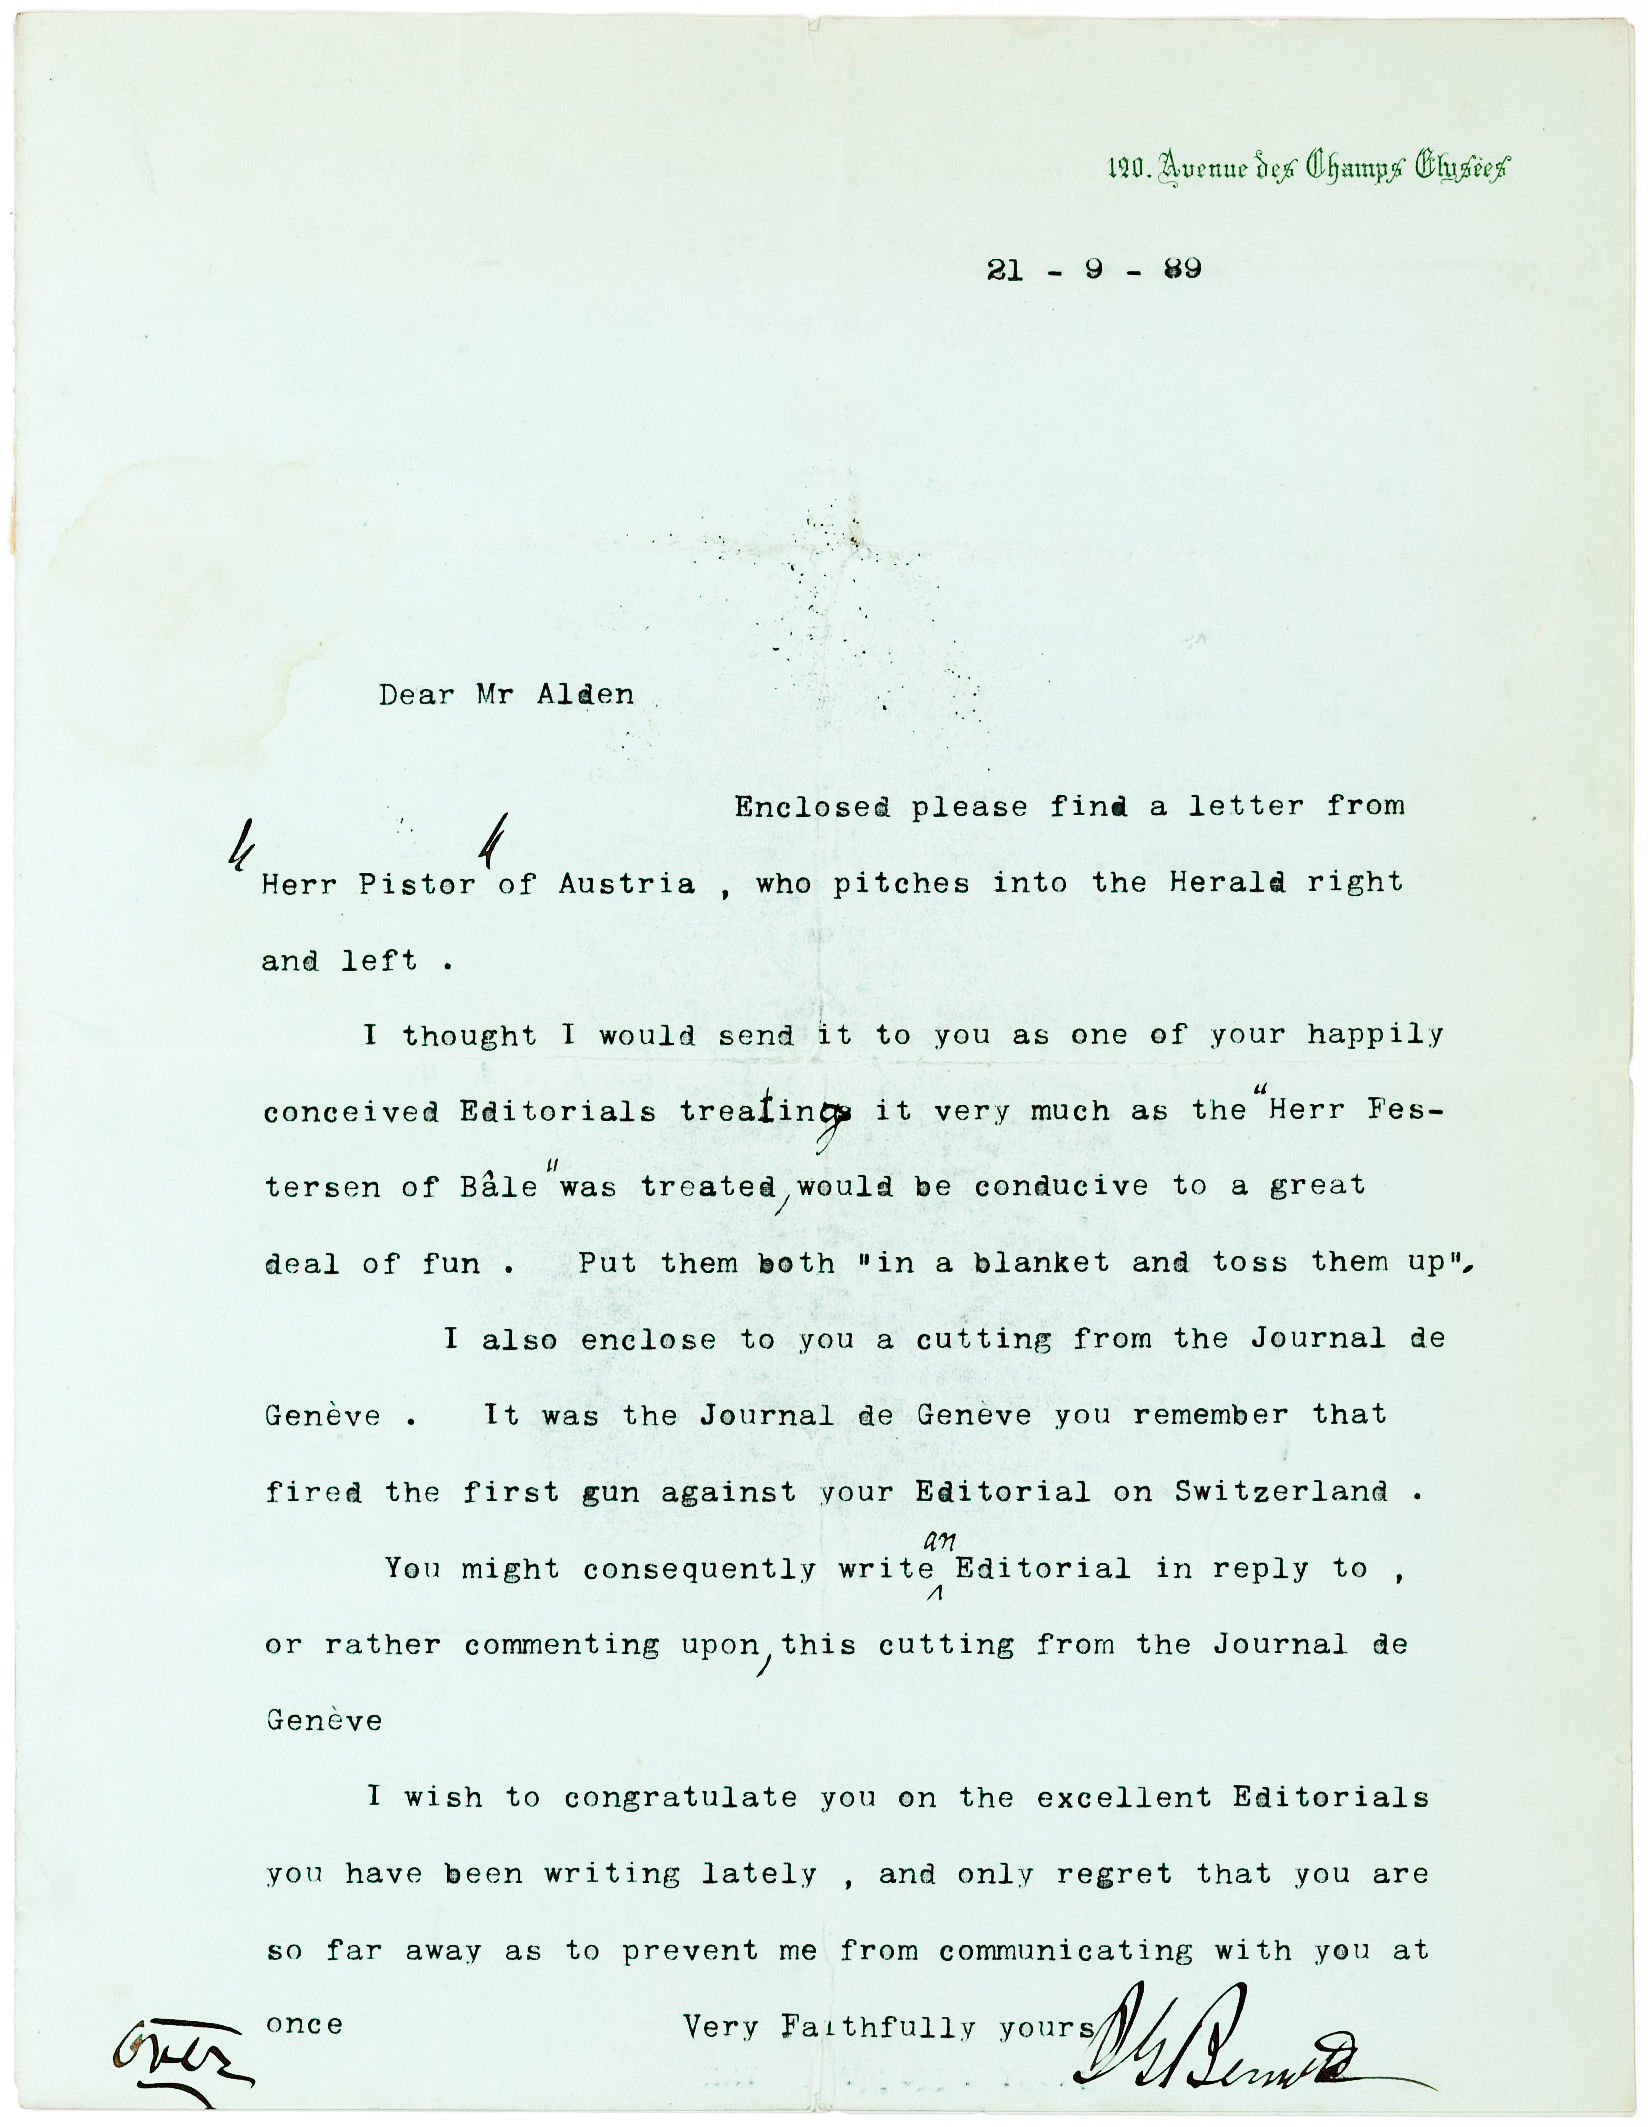 120. Avenue des Champs Elysées
21 - 9 - 89
Dear Mr Alden
Enclosed please find a letter from
"Herr Pistor" of Austria , who pitches into the Herald right
and left .
I thought I would send it to you as one of your happily
conceived Editorials treating it very much as the "Herr Fes-
tersen of Bâle" was treated, would be conducive to a great
deal of fun . Put them both "in a blanket and toss them up".
I also enclose to you a cutting from the Journal de
Genève . It was the Journal de Genève you remember that
fired the first gun against your Editorial on Switzerland .
You might consequently write an Editorial in reply to ,
or rather commenting upon, this cutting from the Journal de
Genève
I wish to congratulate you on the excellent Editorials
you have been writing lately , and only regret that you are
so far away as to prevent me from communicating with you at
once Very Faithfully yours JG Bennett
over